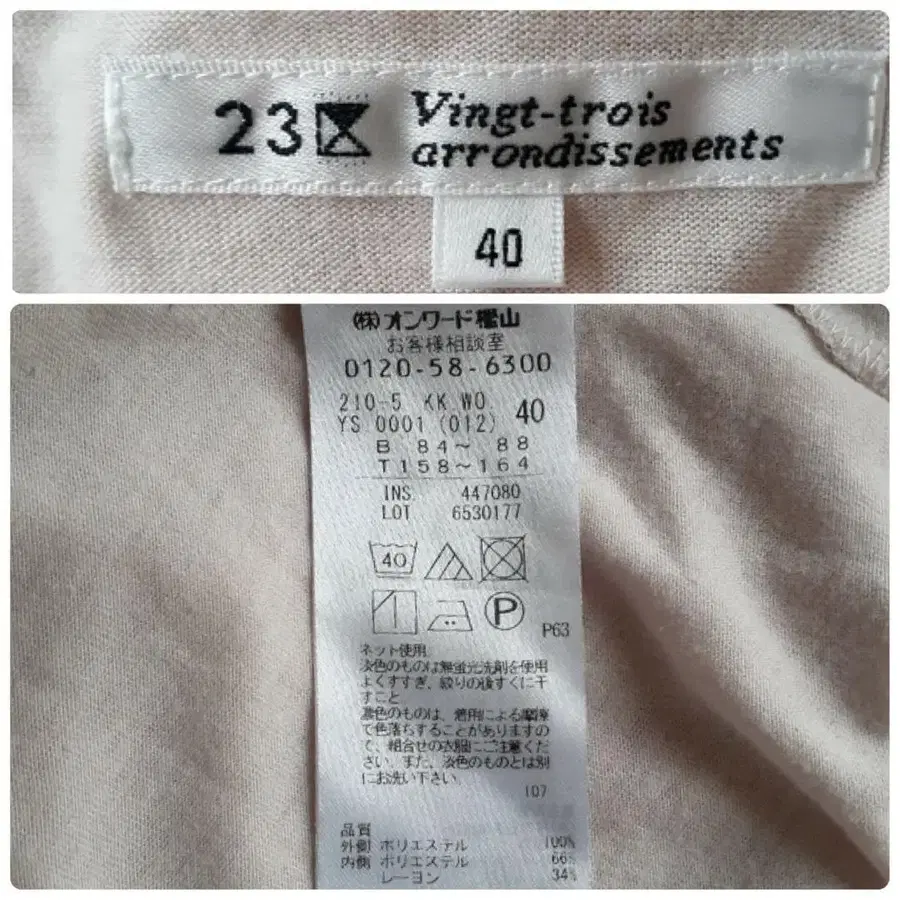 23区 Vingt-trois
arrondissements
40
㈱オンワード樫山
お客様相談室
0120-58-6300
210-5 KK WO 40
YS 0001 (012)
B 84～ 88
T158～164
INS 447080
LOT 6530177
40
P
P63
ネット使用
淡色のものは無蛍光洗剤を使用
よくすすぎ、絞りの後すぐに干
すこと
濃色のものは、着用による摩擦
で色落ちすることがありますの
で、組合せの衣服にご注意くだ
さい。また、淡色のものとは別
にお洗い下さい。
107
品質
外側 ポリエステル 100%
内側 ポリエステル 66%
レーヨン 34%